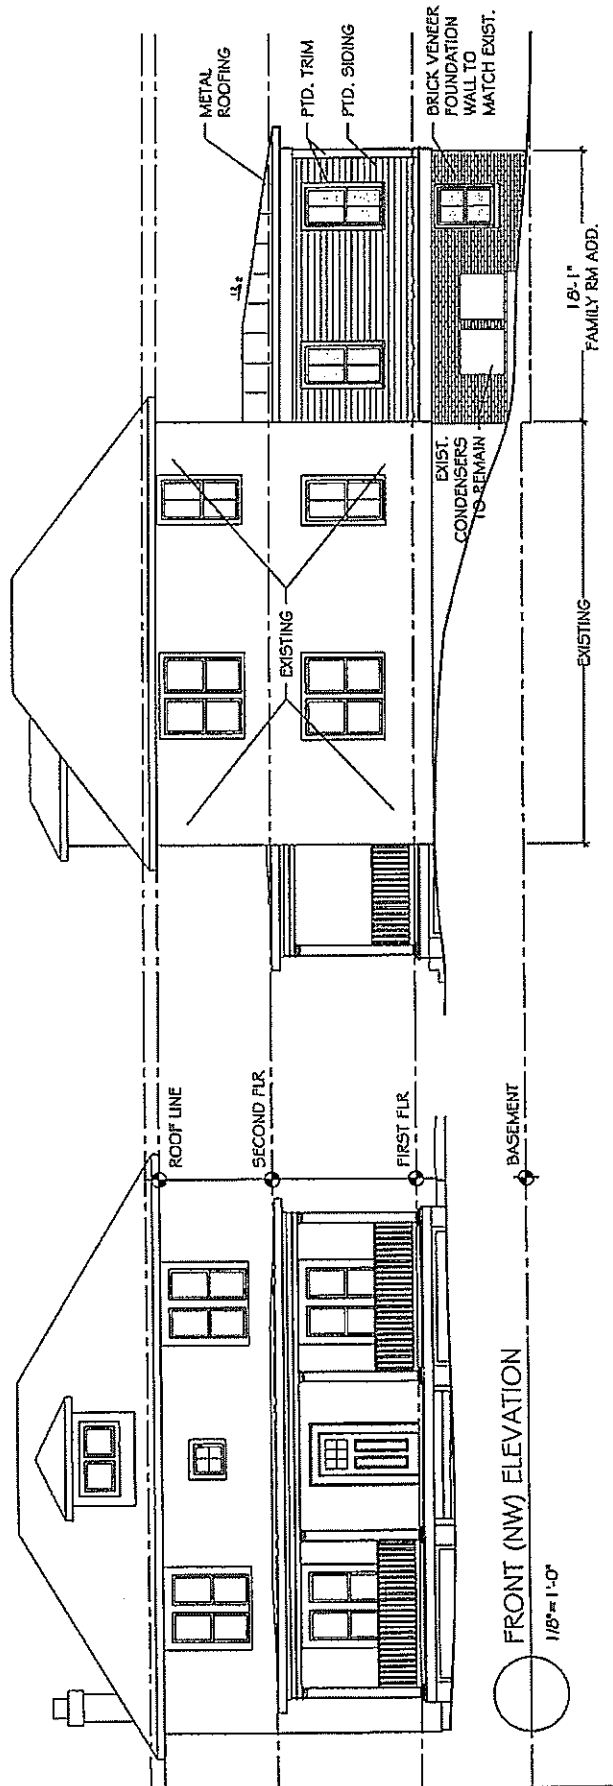 FRONT (NW) ELEVATION
1/8"=1'-0"
ROOF LINE
SECOND FLR
FIRST FLR
BASEMENT
EXISTING
EXISTING
METAL
ROOFING
PTD. TRIM
PTD. SIDING
BRICK VENEER
FOUNDATION
WALL TO
MATCH EXIST.
EXIST.
CONDENSERS
TO REMAIN
18'-1"
FAMILY RM ADD.